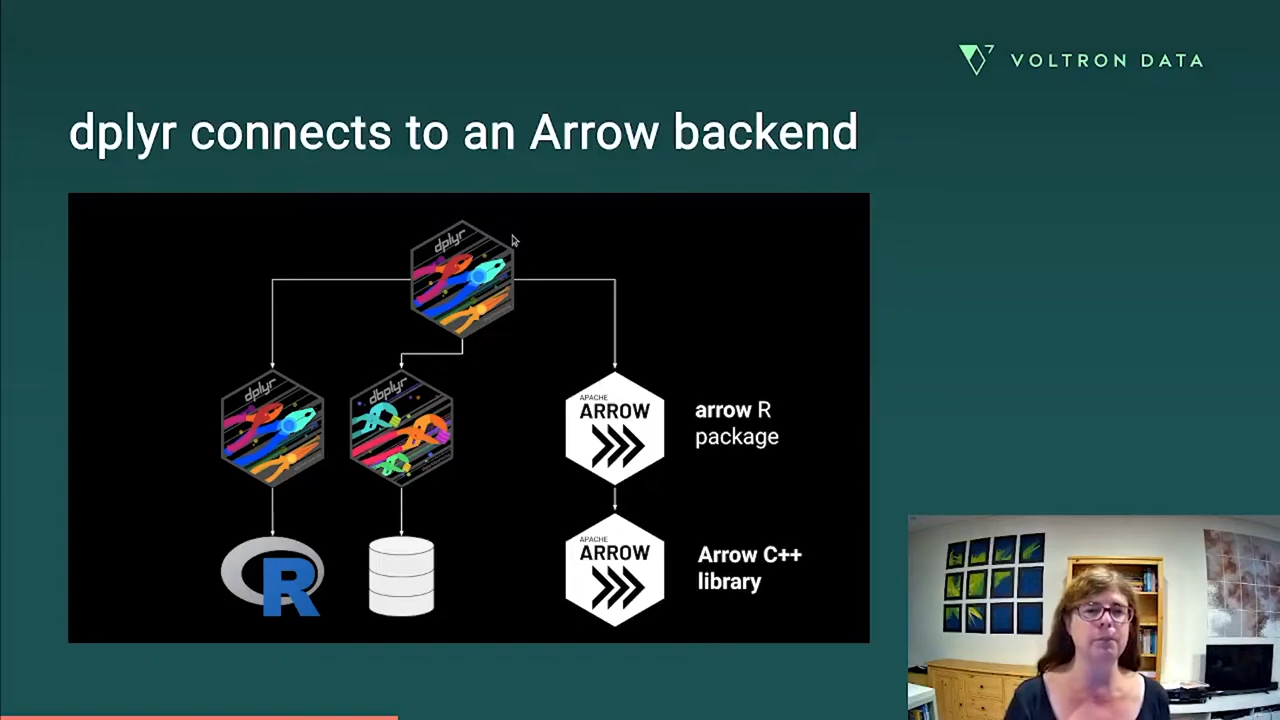 VOLTRON DATA
dplyr connects to an Arrow backend
dplyr
dplyr
dbplyr
APACHE
ARROW
arrow R
package
R
APACHE
ARROW
Arrow C++
library